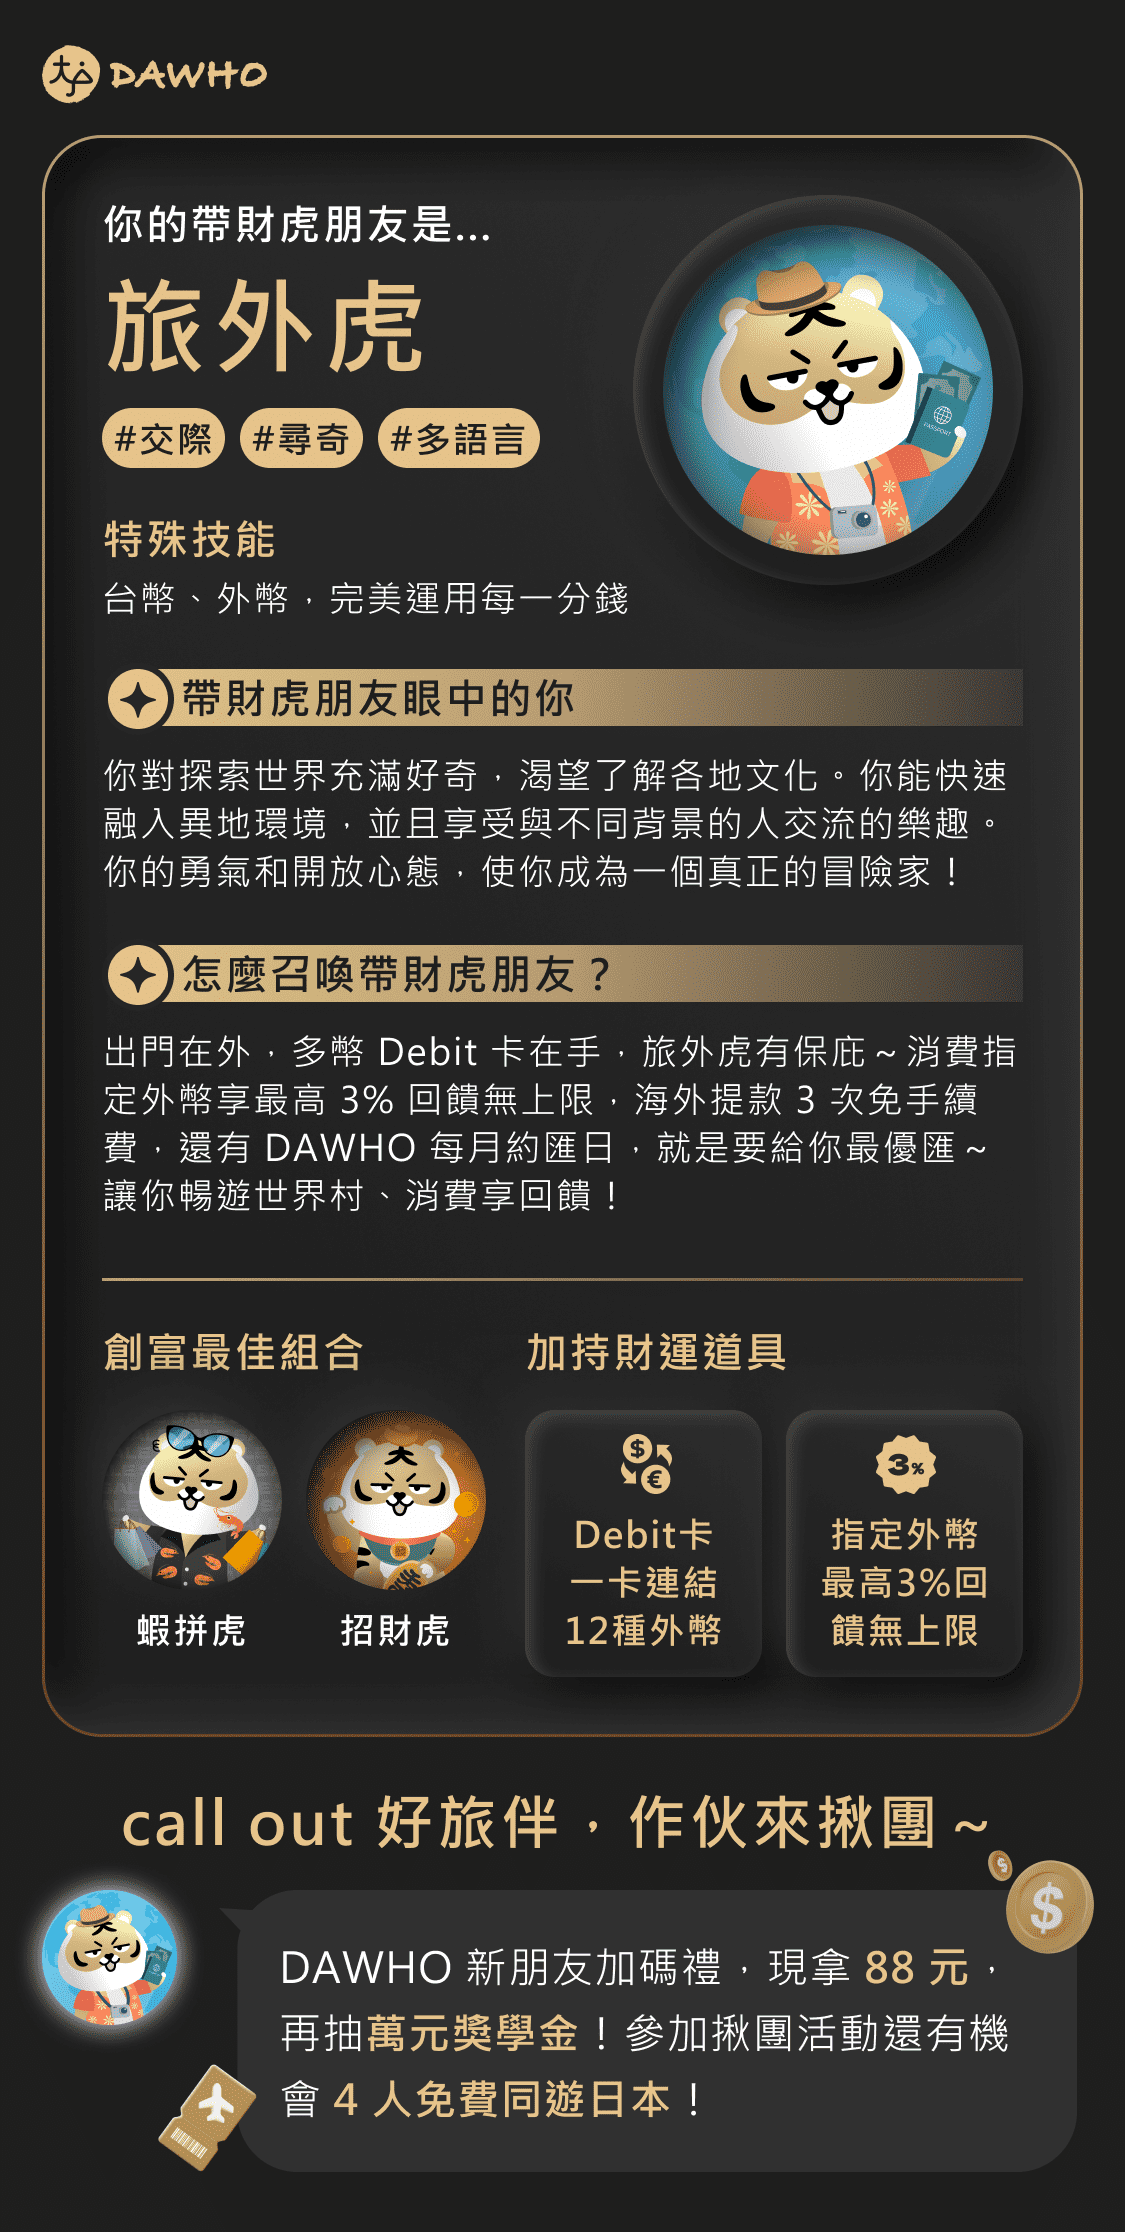 大戶 DAWHO
你的帶財虎朋友是...
旅外虎
#交際 #尋奇 #多語言
特殊技能
台幣、外幣，完美運用每一分錢
PASSPORT
帶財虎朋友眼中的你
你對探索世界充滿好奇，渴望了解各地文化。你能快速
融入異地環境，並且享受與不同背景的人交流的樂趣。
你的勇氣和開放心態，使你成為一個真正的冒險家！
怎麼召喚帶財虎朋友？
出門在外，多幣 Debit 卡在手，旅外虎有保庇~消費指
定外幣享最高 3% 回饋無上限，海外提款 3 次免手續
費，還有 DAWHO 每月約匯日，就是要給你最優匯~
讓你暢遊世界村、消費享回饋！
創富最佳組合
蝦拼虎
招財虎
加持財運道具
$ €
Debit卡
一卡連結
12種外幣
3%
指定外幣
最高3%回
饋無上限
call out 好旅伴，作伙來揪團~
$
$
DAWHO 新朋友加碼禮，現拿 88 元，
再抽萬元獎學金！參加揪團活動還有機
會 4 人免費同遊日本！